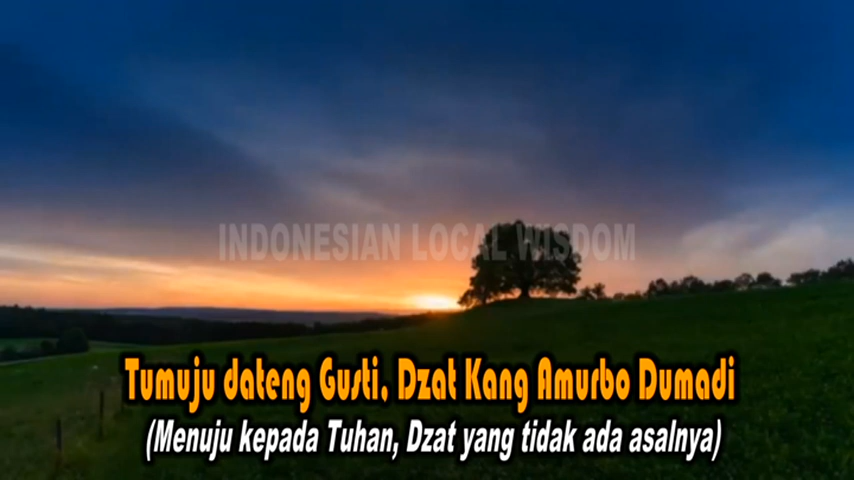 INDONESIAN LOCAL WISDOM
Tumuju dateng Gusti, Dzat Kang Amurbo Dumadi
(Menuju kepada Tuhan, Dzat yang tidak ada asalnya)